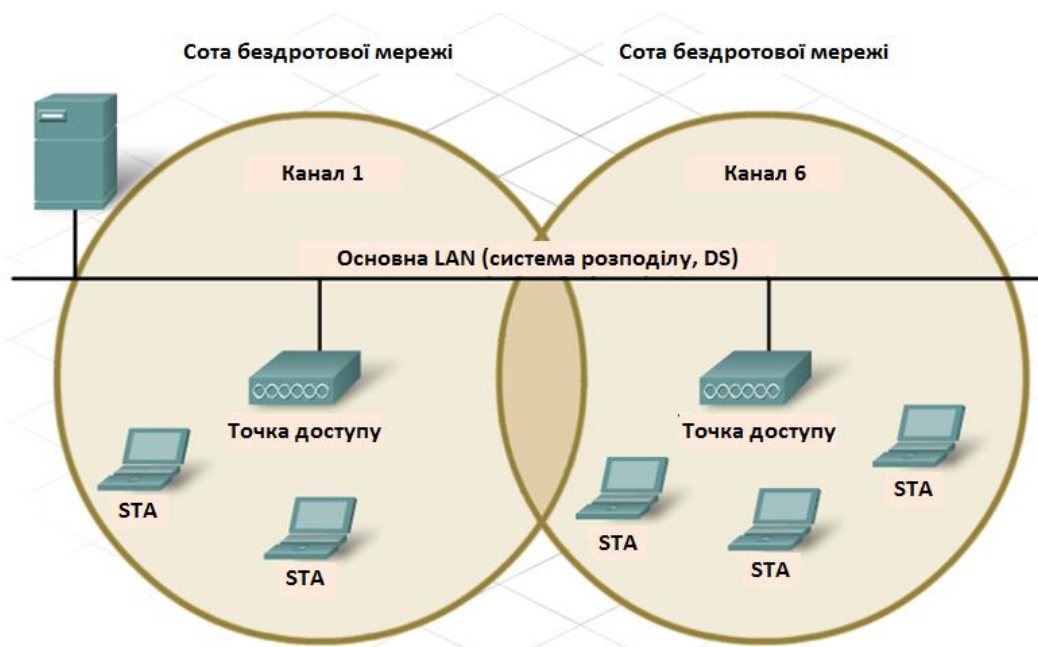 Сота бездротової мережі
Сота бездротової мережі
Канал 1
Канал 6
Основна LAN (система розподілу, DS)
Точка доступу
Точка доступу
STA
STA
STA
STA
STA